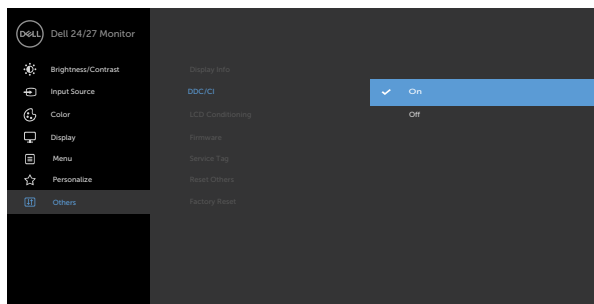 DELL Dell 24/27 Monitor
Brightness/Contrast
Input Source
Color
Display
Menu
Personalize
Others
Display Info
DDC/CI
LCD Conditioning
Firmware
Service Tag
Reset Others
Factory Reset
On
Off